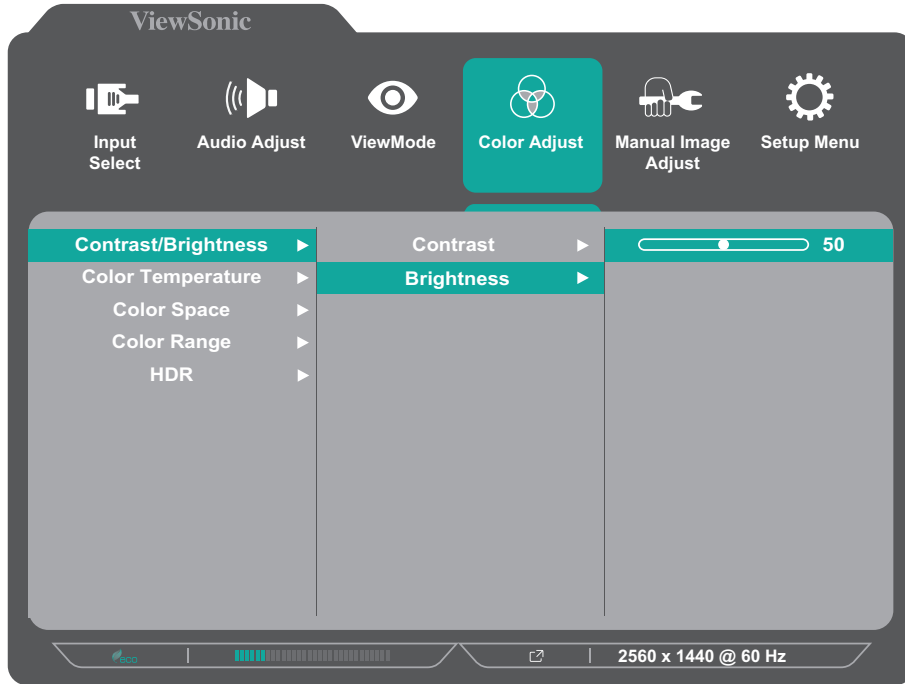 ViewSonic
Input Select
Audio Adjust
ViewMode
Color Adjust
Manual Image Adjust
Setup Menu
Contrast/Brightness
Contrast
50
Color Temperature
Brightness
Color Space
Color Range
HDR
eco
2560 x 1440 @ 60 Hz